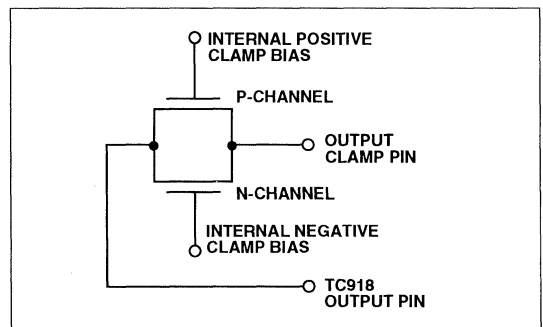 INTERNAL POSITIVE
CLAMP BIAS
P-CHANNEL
OUTPUT
CLAMP PIN
N-CHANNEL
INTERNAL NEGATIVE
CLAMP BIAS
TC918
OUTPUT PIN